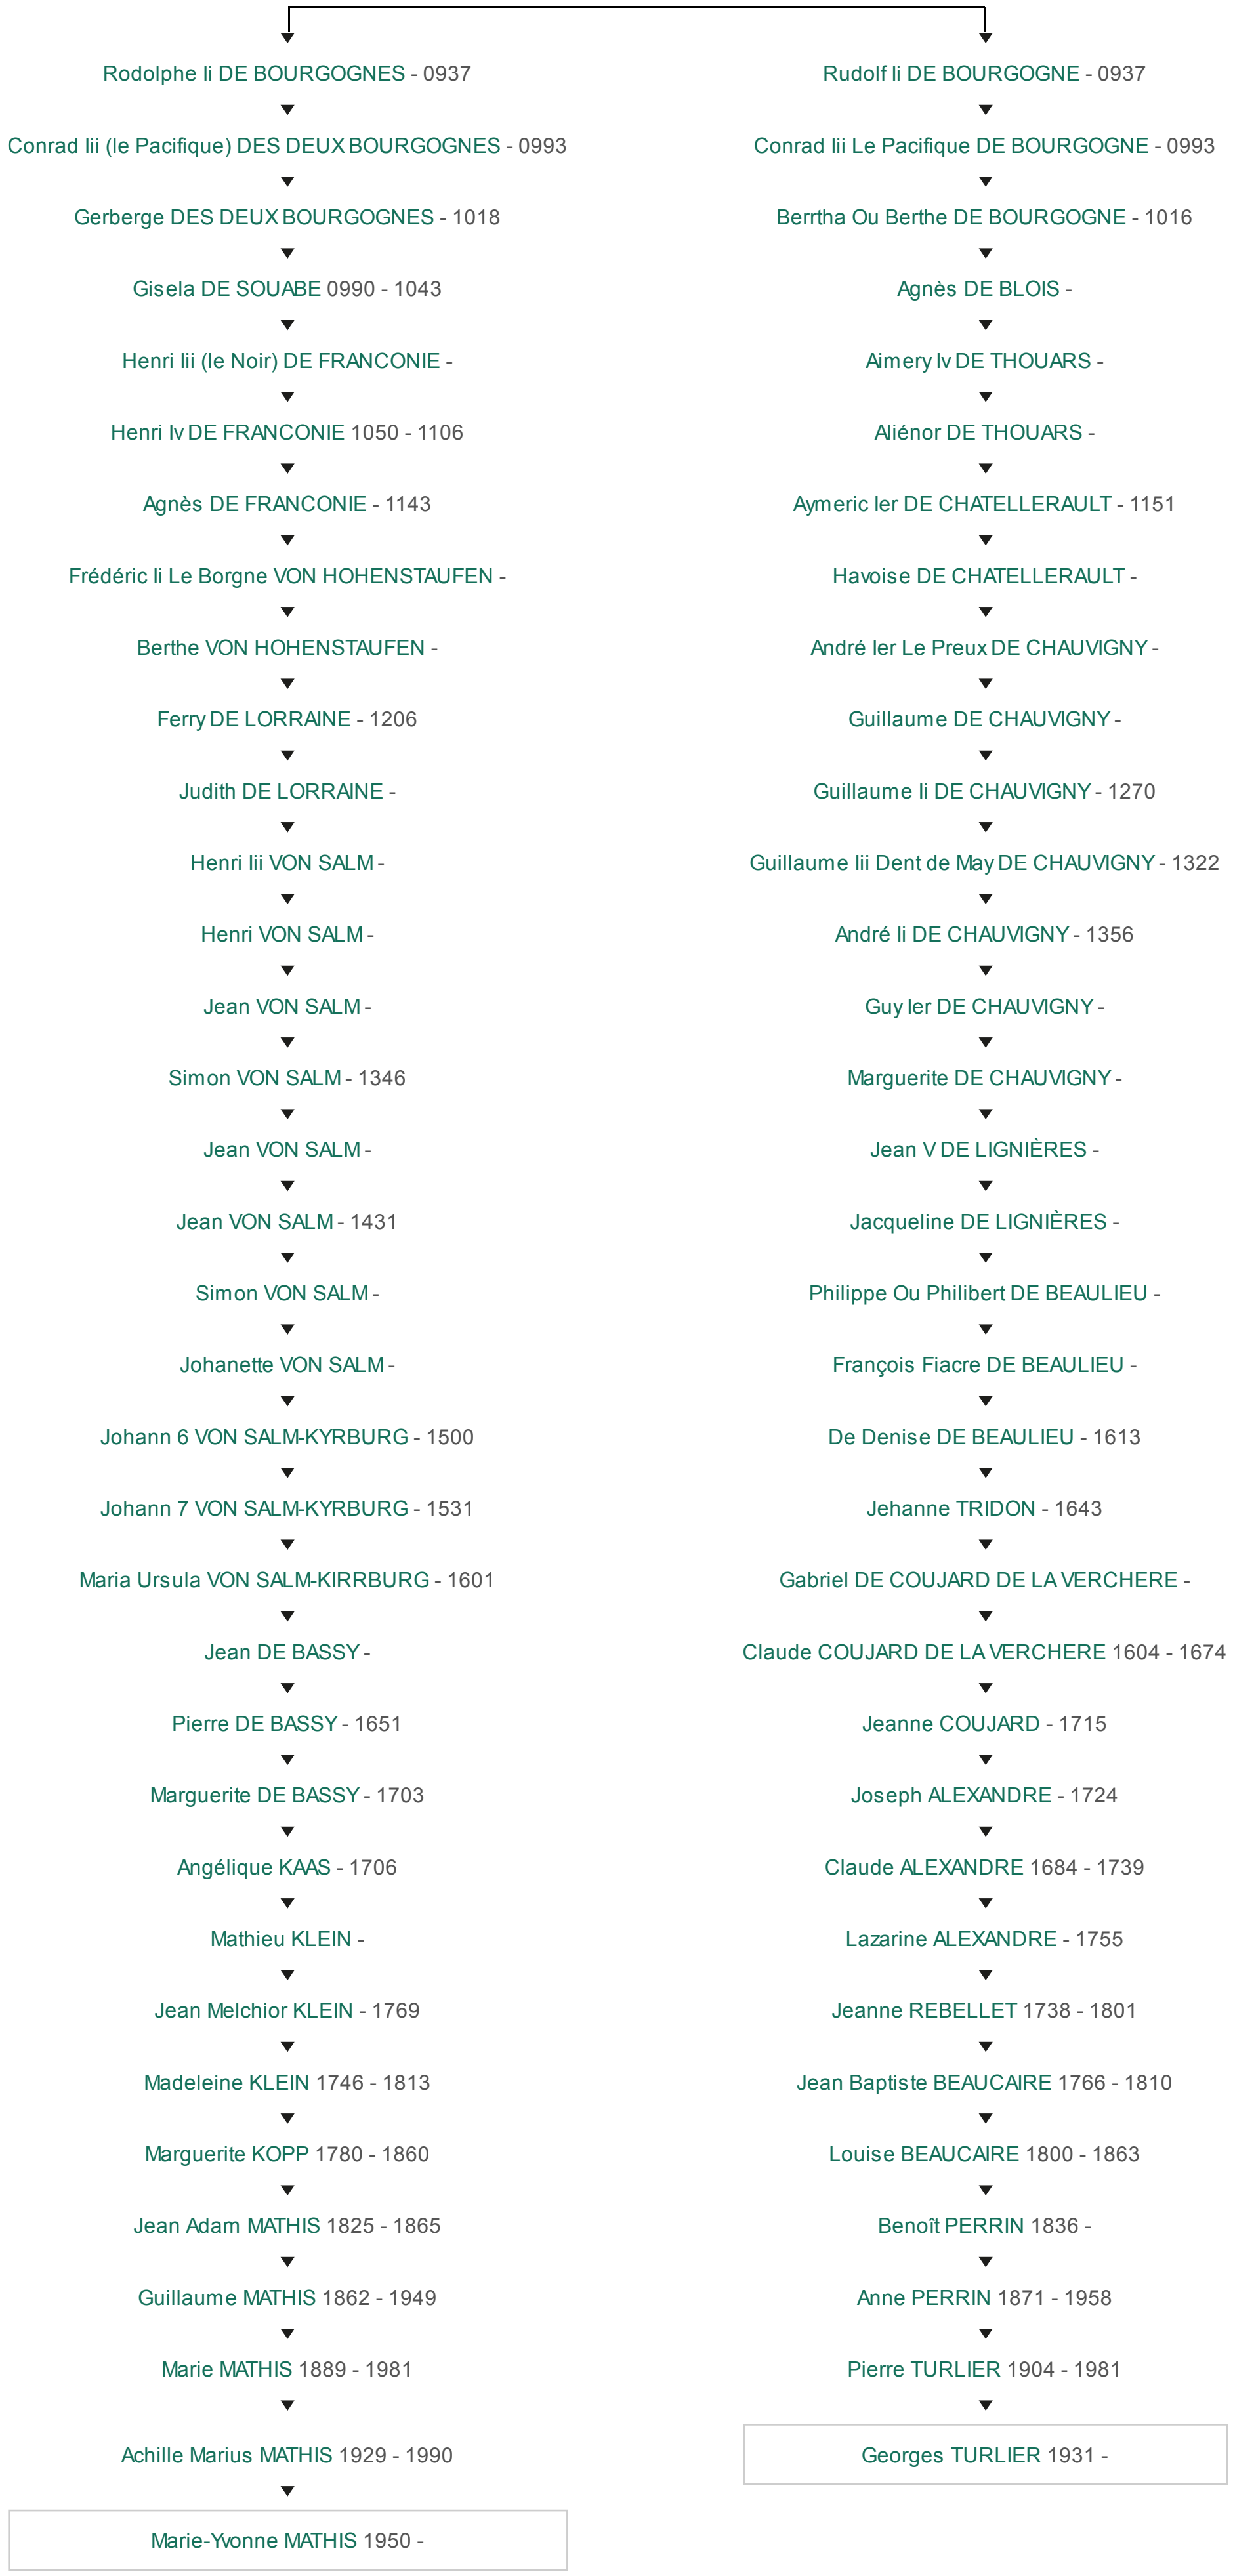 Rodolphe Ii DE BOURGOGNES - 0937
Conrad Iii (le Pacifique) DES DEUX BOURGOGNES - 0993
Gerberge DES DEUX BOURGOGNES - 1018
Gisela DE SOUABE 0990 - 1043
Henri Iii (le Noir) DE FRANCONIE -
Henri Iv DE FRANCONIE 1050 - 1106
Agnès DE FRANCONIE - 1143
Frédéric Ii Le Borgne VON HOHENSTAUFEN -
Berthe VON HOHENSTAUFEN -
Ferry DE LORRAINE - 1206
Judith DE LORRAINE -
Henri Iii VON SALM -
Henri VON SALM -
Jean VON SALM -
Simon VON SALM - 1346
Jean VON SALM -
Jean VON SALM - 1431
Simon VON SALM -
Johanette VON SALM -
Johann 6 VON SALM-KYRBURG - 1500
Johann 7 VON SALM-KYRBURG - 1531
Maria Ursula VON SALM-KIRRBURG - 1601
Jean DE BASSY -
Pierre DE BASSY - 1651
Marguerite DE BASSY - 1703
Angélique KAAS - 1706
Mathieu KLEIN -
Jean Melchior KLEIN - 1769
Madeleine KLEIN 1746 - 1813
Marguerite KOPP 1780 - 1860
Jean Adam MATHIS 1825 - 1865
Guillaume MATHIS 1862 - 1949
Marie MATHIS 1889 - 1981
Achille Marius MATHIS 1929 - 1990
Marie-Yvonne MATHIS 1950 -
Rudolf Ii DE BOURGOGNE - 0937
Conrad Iii Le Pacifique DE BOURGOGNE - 0993
Berrtha Ou Berthe DE BOURGOGNE - 1016
Agnès DE BLOIS -
Aimery Iv DE THOUARS -
Aliénor DE THOUARS -
Aymeric Ier DE CHATELLERAULT - 1151
Havoise DE CHATELLERAULT -
André Ier Le Preux DE CHAUVIGNY -
Guillaume DE CHAUVIGNY -
Guillaume Ii DE CHAUVIGNY - 1270
Guillaume Iii Dent de May DE CHAUVIGNY - 1322
André Ii DE CHAUVIGNY - 1356
Guy Ier DE CHAUVIGNY -
Marguerite DE CHAUVIGNY -
Jean V DE LIGNIÈRES -
Jacqueline DE LIGNIÈRES -
Philippe Ou Philibert DE BEAULIEU -
François Fiacre DE BEAULIEU -
De Denise DE BEAULIEU - 1613
Jehanne TRIDON - 1643
Gabriel DE COUJARD DE LA VERCHERE -
Claude COUJARD DE LA VERCHERE 1604 - 1674
Jeanne COUJARD - 1715
Joseph ALEXANDRE - 1724
Claude ALEXANDRE 1684 - 1739
Lazarine ALEXANDRE - 1755
Jeanne REBELLET 1738 - 1801
Jean Baptiste BEAUCAIRE 1766 - 1810
Louise BEAUCAIRE 1800 - 1863
Benoît PERRIN 1836 -
Anne PERRIN 1871 - 1958
Pierre TURLIER 1904 - 1981
Georges TURLIER 1931 -